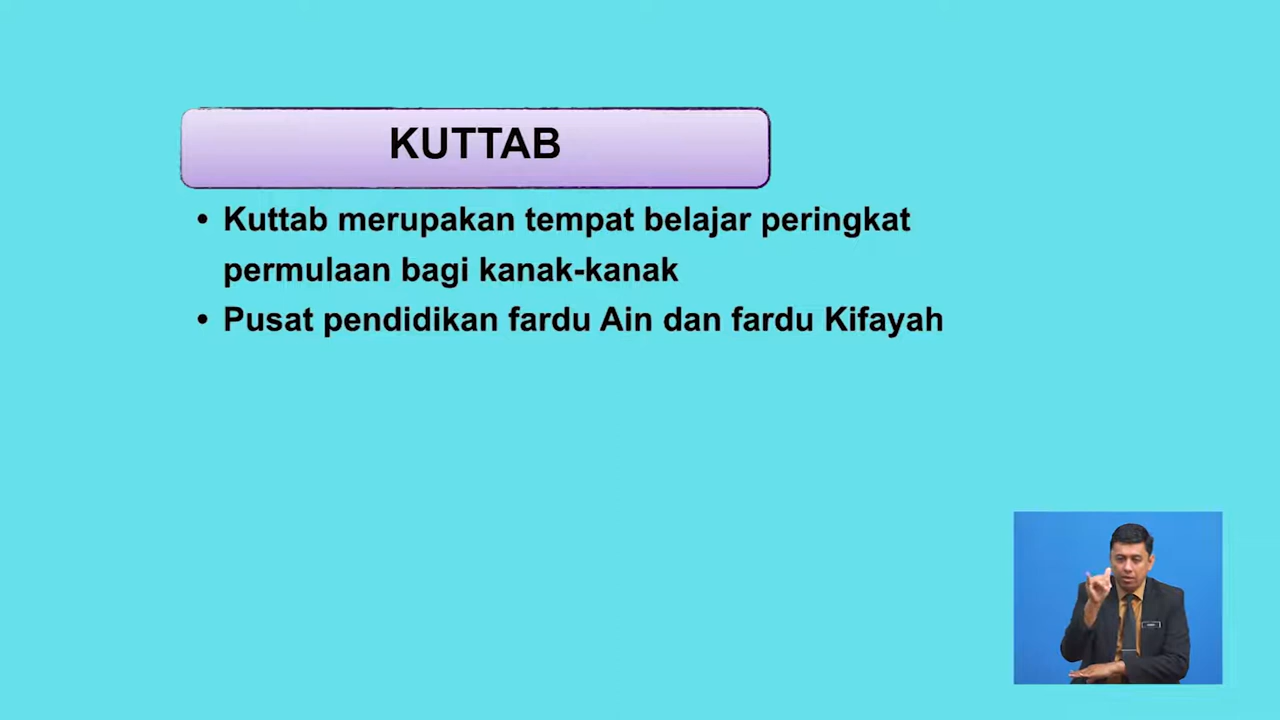 KUTTAB
• Kuttab merupakan tempat belajar peringkat
permulaan bagi kanak-kanak
• Pusat pendidikan fardu Ain dan fardu Kifayah